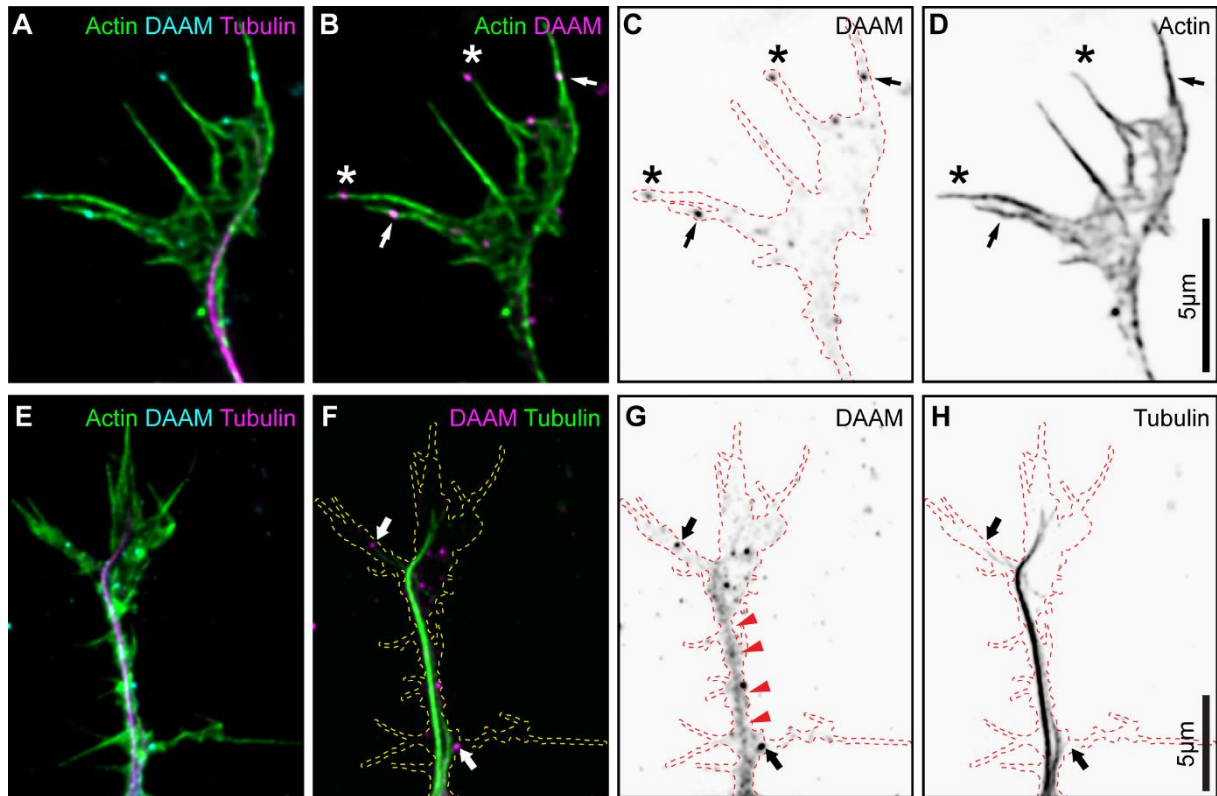 A Actin DAAM Tubulin
B Actin DAAM
C DAAM
D Actin
* * * * * *
5µm
E Actin DAAM Tubulin
F DAAM Tubulin
G DAAM
H Tubulin
5µm